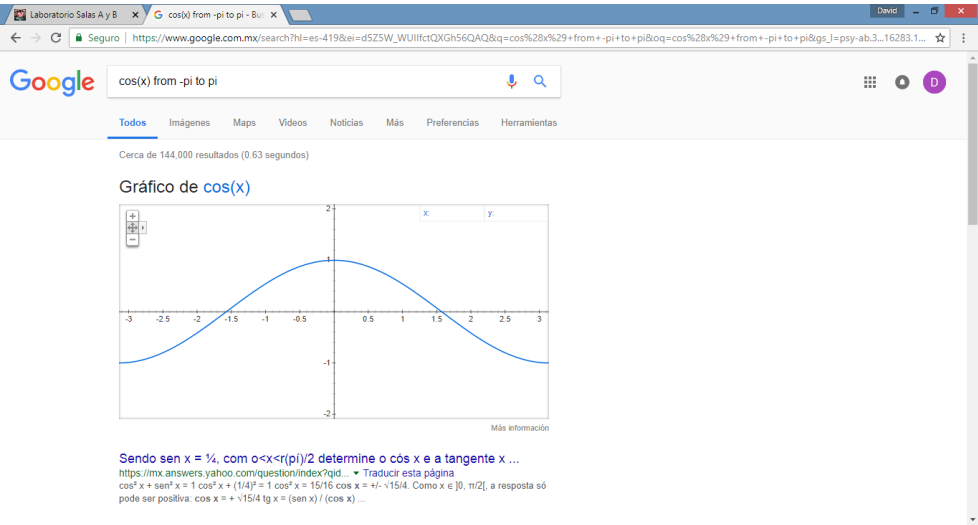 Laboratorio Salas A y B
cos(x) from -pi to pi - Bus
David
Seguro | https://www.google.com.mx/search?hl=es-419&ei=d5Z5W_WUIIfctQXGh56QAQ&q=cos%28x%29+from+-pi+to+pi&oq=cos%28x%29+from+-pi+to+pi&gs_l=psy-ab.3...16283.1...
Google
cos(x) from -pi to pi
D
Todos Imágenes Maps Videos Noticias Más Preferencias Herramientas
Cerca de 144,000 resultados (0.63 segundos)
Gráfico de cos(x)
x: y:
2
1
-3 -2.5 -2 -1.5 -1 -0.5 0.5 1 1.5 2 2.5 3
-1
-2
Más información
Sendo sen x = ¼, com o<x<r(pí)/2 determine o cós x e a tangente x ...
https://mx.answers.yahoo.com/question/index?qid... Traducir esta página
cos² x + sen² x = 1 cos² x + (1/4)² = 1 cos² x = 15/16 cos x = +/- √15/4. Como x ∈ ]0, π/2[, a resposta só
pode ser positiva: cos x = + √15/4 tg x = (sen x) / (cos x) ...